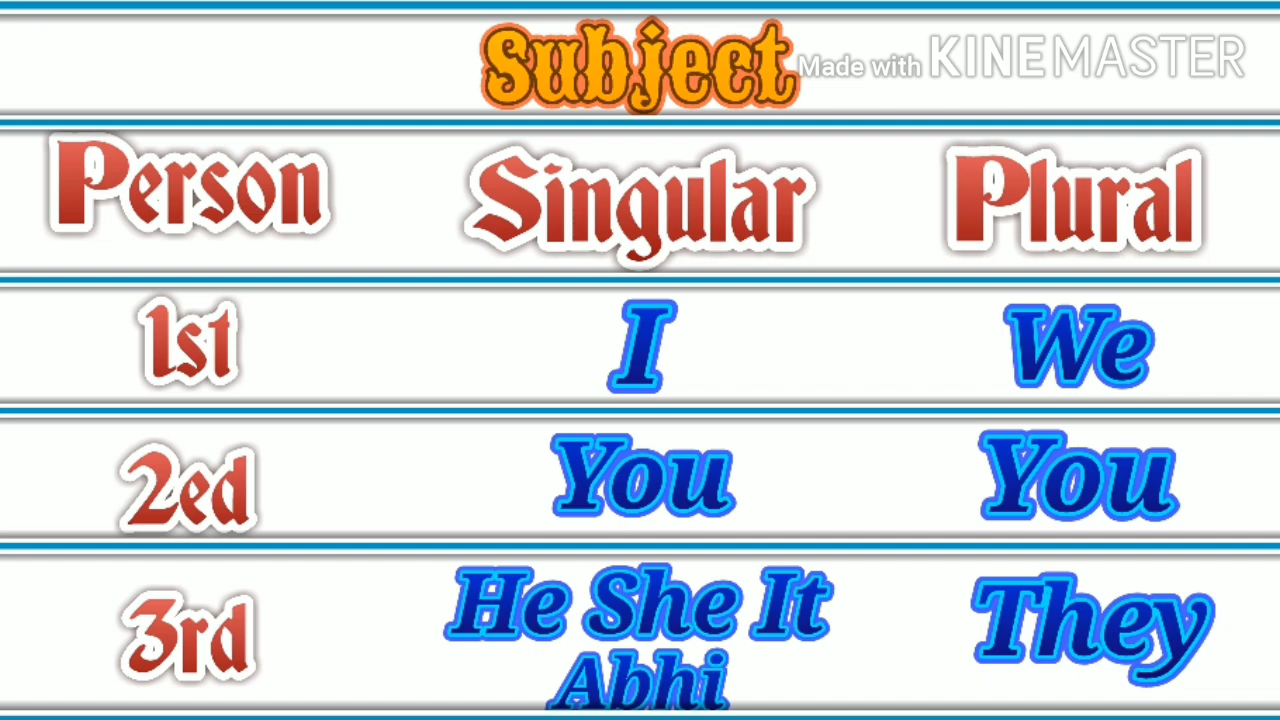 Subject
Made with KINEMASTER
Person Singular Plural
1st I We
2ed You You
3rd He She It They
Abhi